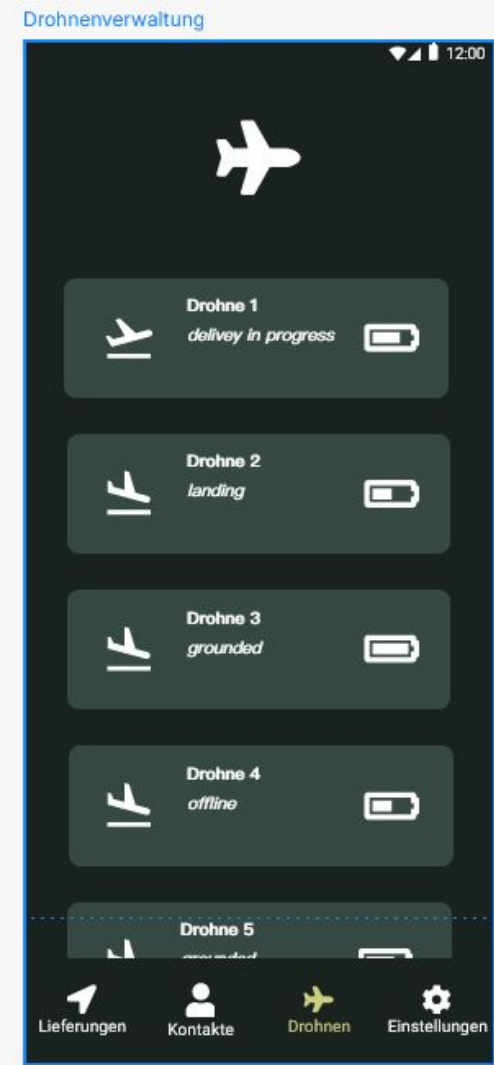 Drohnenverwaltung
12:00
Drohne 1
delivey in progress
Drohne 2
landing
Drohne 3
grounded
Drohne 4
offline
Drohne 5
grounded
Lieferungen
Kontakte
Drohnen
Einstellungen